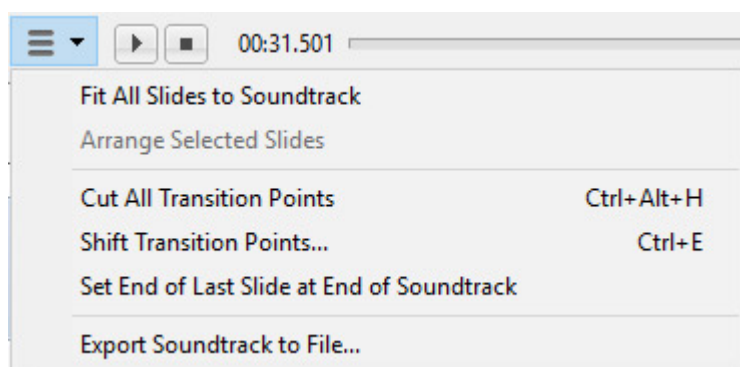 00:31.501
Fit All Slides to Soundtrack
Arrange Selected Slides
Cut All Transition Points Ctrl+Alt+H
Shift Transition Points... Ctrl+E
Set End of Last Slide at End of Soundtrack
Export Soundtrack to File...